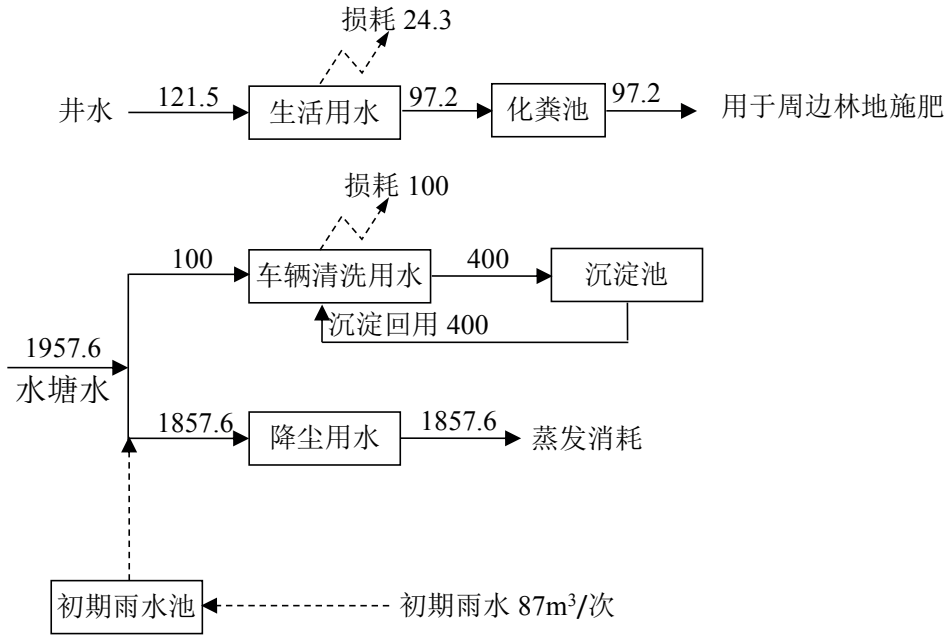 损耗 24.3
井水
121.5
生活用水
97.2
化粪池
97.2
用于周边林地施肥
损耗 100
100
车辆清洗用水
400
沉淀池
沉淀回用 400
1957.6
水塘水
1857.6
降尘用水
1857.6
蒸发消耗
初期雨水池
初期雨水 87m³/次